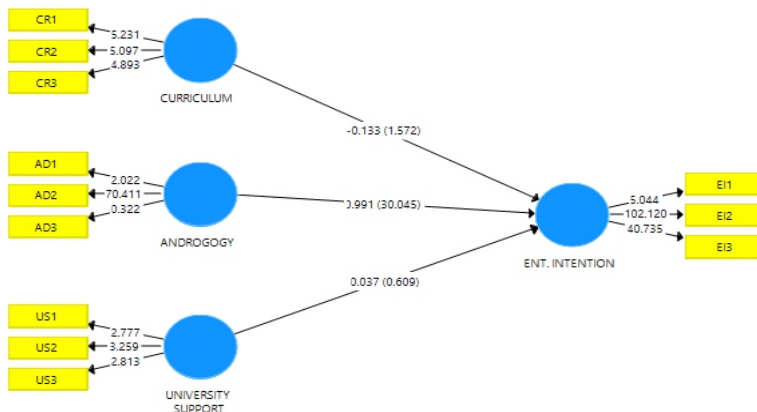 CR1
5.231
CR2
5.097
CR3
4.893
CURRICULUM
-0.133 (1.572)
AD1
2.022
AD2
70.411
AD3
0.322
ANDROGOGY
0.991 (30.045)
EI1
5.044
EI2
102.120
EI3
40.735
ENT. INTENTION
0.037 (0.609)
US1
2.777
US2
3.259
US3
2.813
UNIVERSITY
SUPPORT